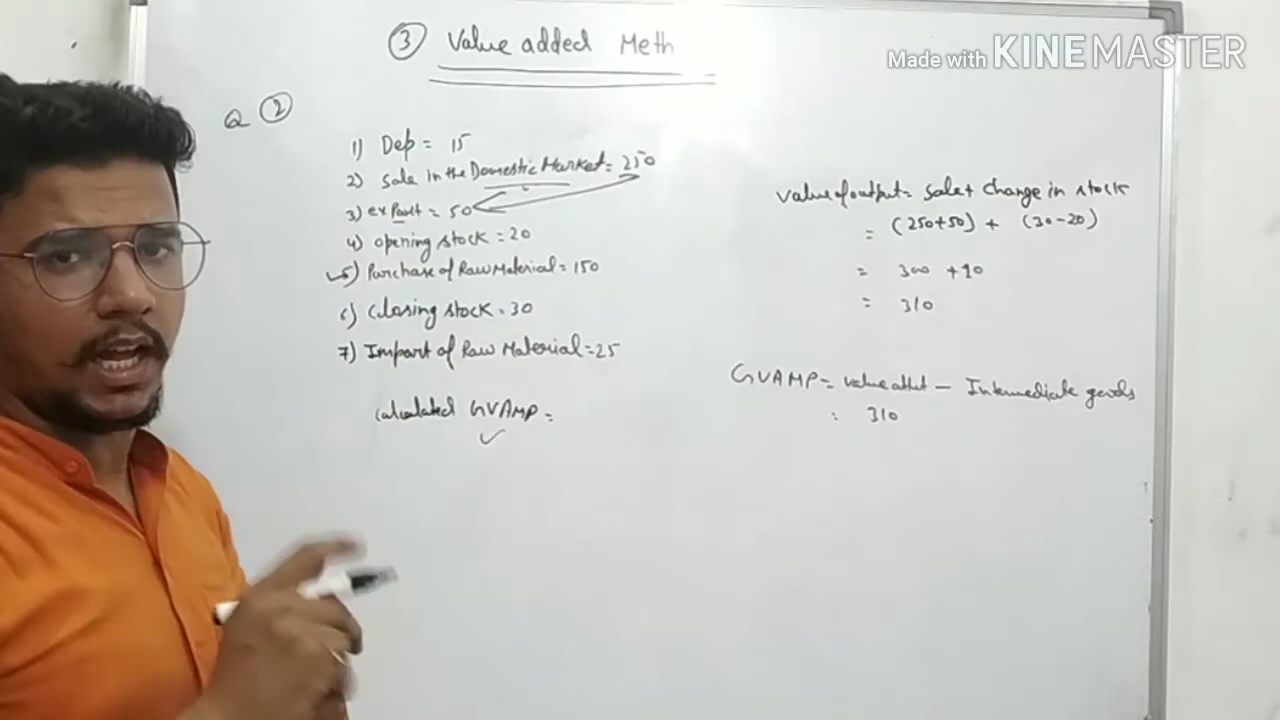 ③ Value added Meth
Made with KINEMASTER
Q ②
1) Dep = 15
2) Sale in the Domestic Market = 250
3) export = 50
4) opening stock = 20
5) Purchase of Raw Material = 150
6) Closing stock = 30
7) Import of Raw Material = 25
Calculated GVAMP =
Value of output = Sale + Change in stock
= (250+50) + (30-20)
= 300 + 10
= 310
GVAMP = value - Intermediate goods
= 310